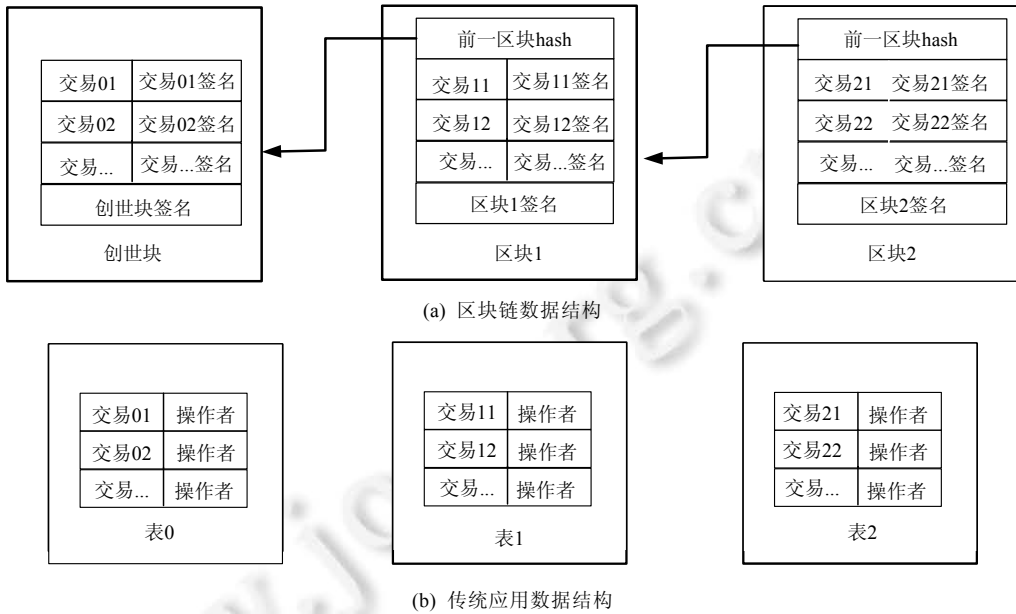 前一区块hash
前一区块hash
交易01 交易01签名
交易11 交易11签名
交易21 交易21签名
交易02 交易02签名
交易12 交易12签名
交易22 交易22签名
交易... 交易...签名
交易... 交易...签名
交易... 交易...签名
创世块签名
区块1签名
区块2签名
创世块
区块1
区块2
(a) 区块链数据结构
交易01 操作者
交易11 操作者
交易21 操作者
交易02 操作者
交易12 操作者
交易22 操作者
交易... 操作者
交易... 操作者
交易... 操作者
表0
表1
表2
(b) 传统应用数据结构